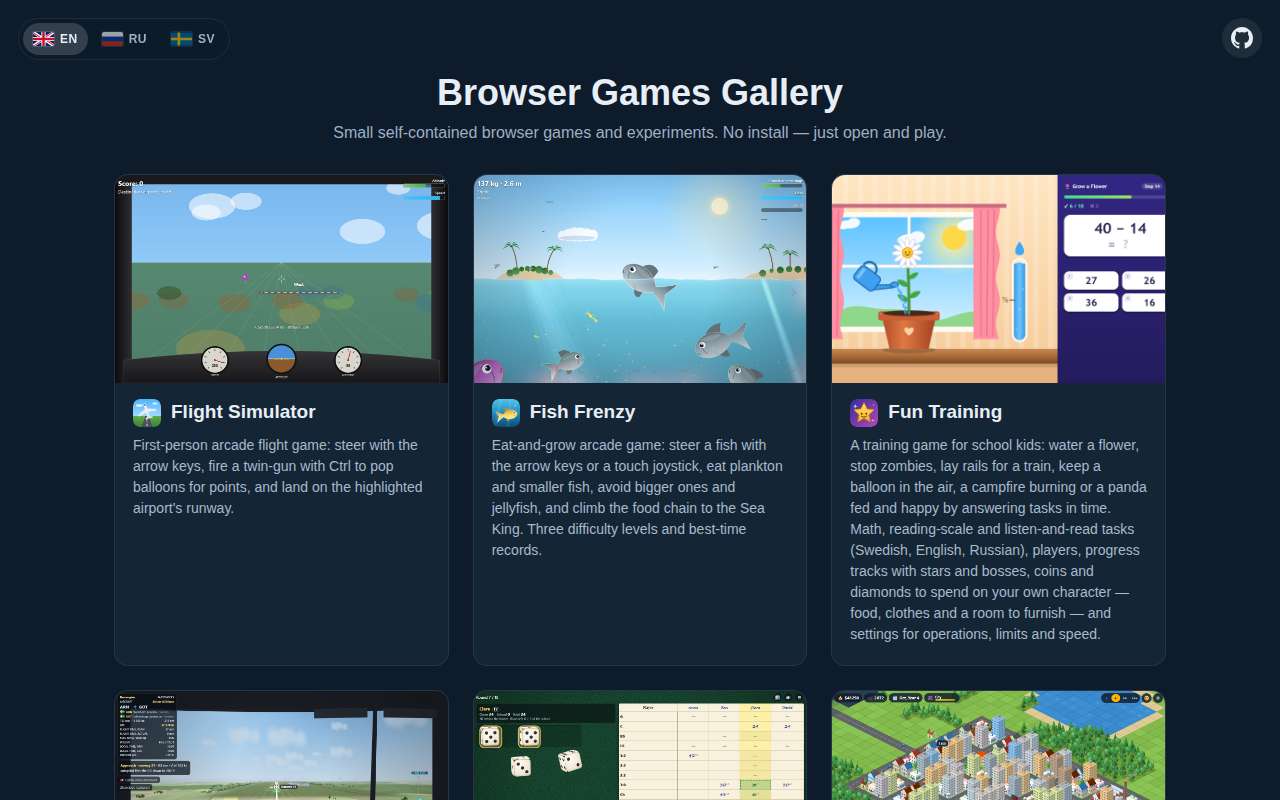 EN
RU
SV
Browser Games Gallery
Small self-contained browser games and experiments. No install — just open and play.
Score: 0
137 kg · 2.6 m
Grow a Flower
40 − 14
= ?
27
26
36
16
Flight Simulator
First-person arcade flight game: steer with the
arrow keys, fire a twin-gun with Ctrl to pop
balloons for points, and land on the highlighted
airport's runway.
Fish Frenzy
Eat-and-grow arcade game: steer a fish with
the arrow keys or a touch joystick, eat plankton
and smaller fish, avoid bigger ones and
jellyfish, and climb the food chain to the Sea
King. Three difficulty levels and best-time
records.
Fun Training
A training game for school kids: water a flower,
stop zombies, lay rails for a train, keep a
balloon in the air, a campfire burning or a panda
fed and happy by answering tasks in time.
Math, reading-scale and listen-and-read tasks
(Swedish, English, Russian), players, progress
tracks with stars and bosses, coins and
diamonds to spend on your own character —
food, clothes and a room to furnish — and
settings for operations, limits and speed.